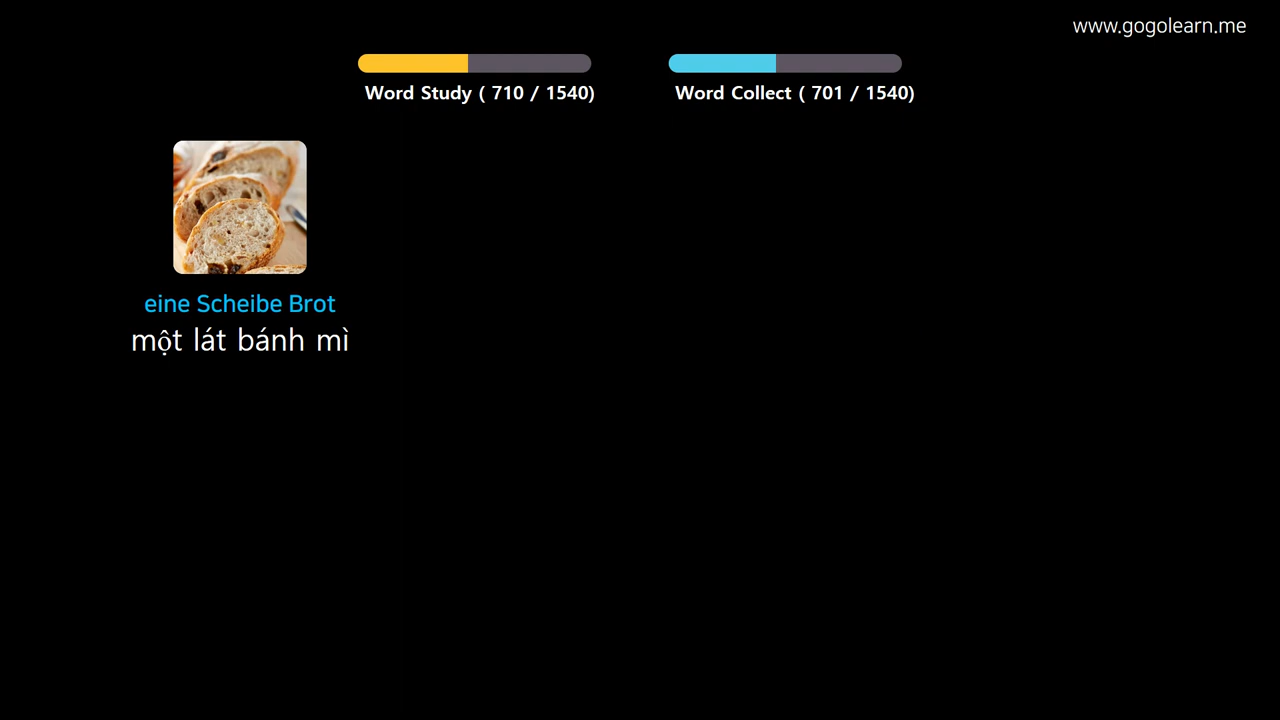 www.gogolearn.me
Word Study ( 710 / 1540)
Word Collect ( 701 / 1540)
eine Scheibe Brot
một lát bánh mì